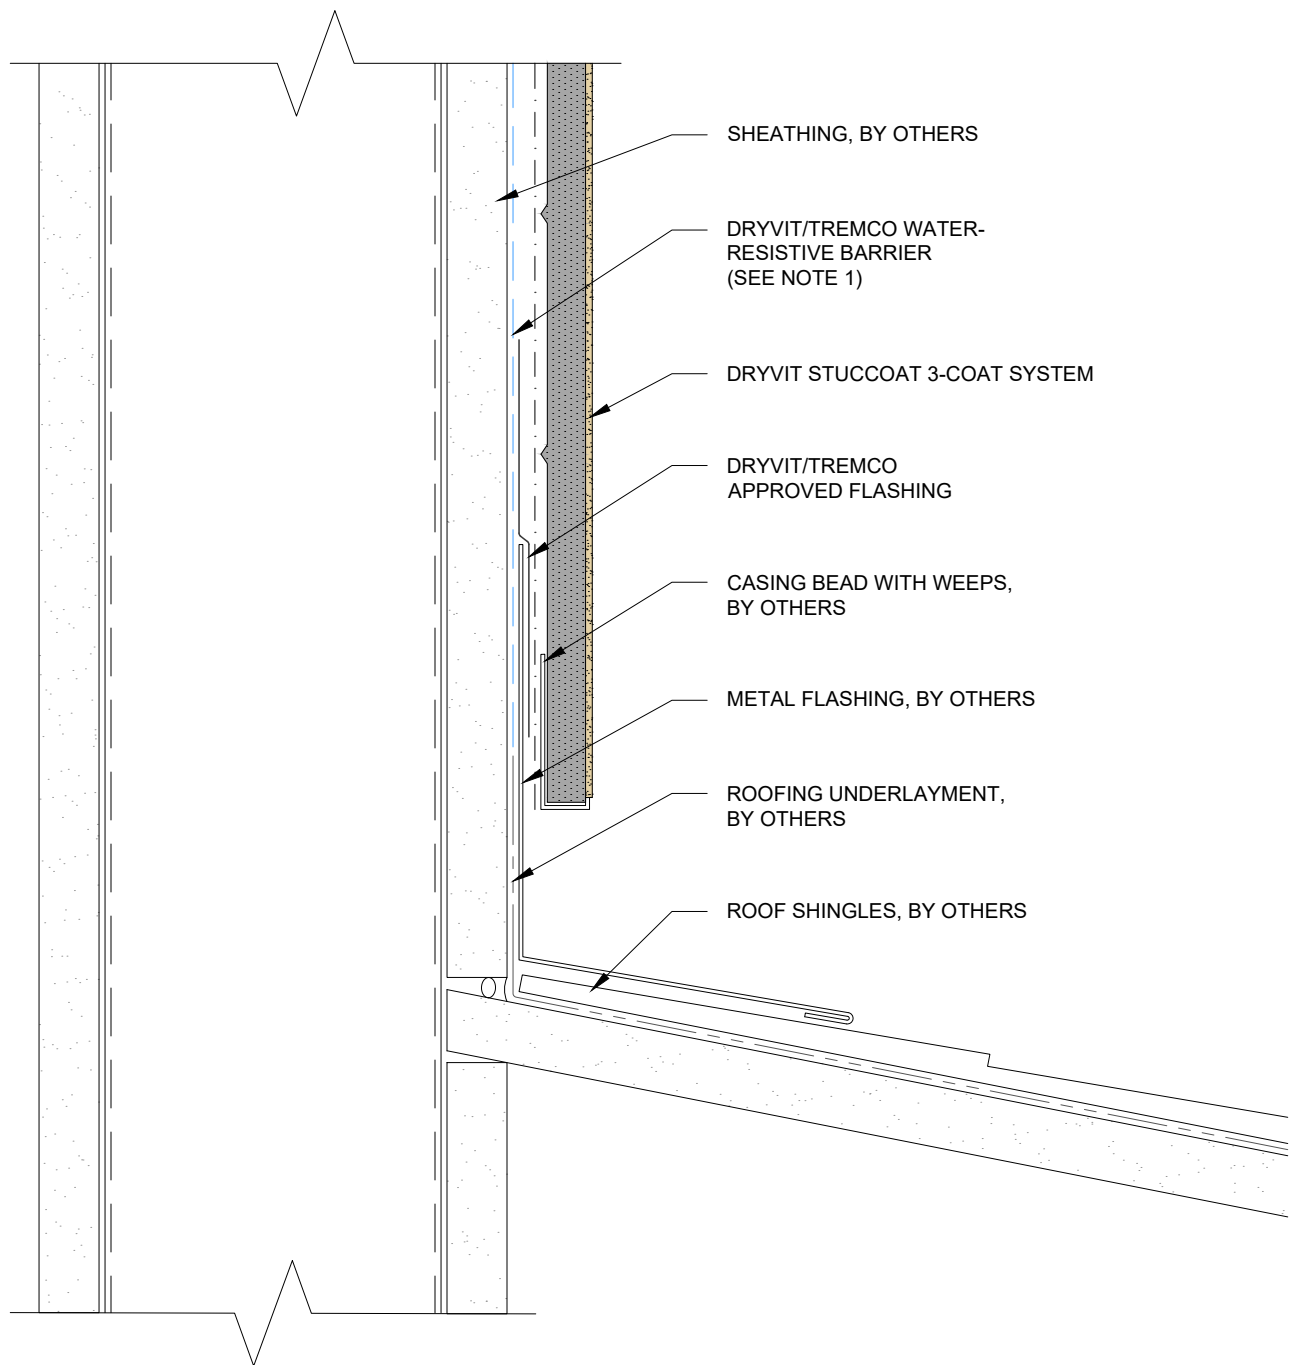 SHEATHING, BY OTHERS
DRYVIT/TREMCO WATER-
RESISTIVE BARRIER
(SEE NOTE 1)
DRYVIT STUCCOAT 3-COAT SYSTEM
DRYVIT/TREMCO
APPROVED FLASHING
CASING BEAD WITH WEEPS,
BY OTHERS
METAL FLASHING, BY OTHERS
ROOFING UNDERLAYMENT,
BY OTHERS
ROOF SHINGLES, BY OTHERS